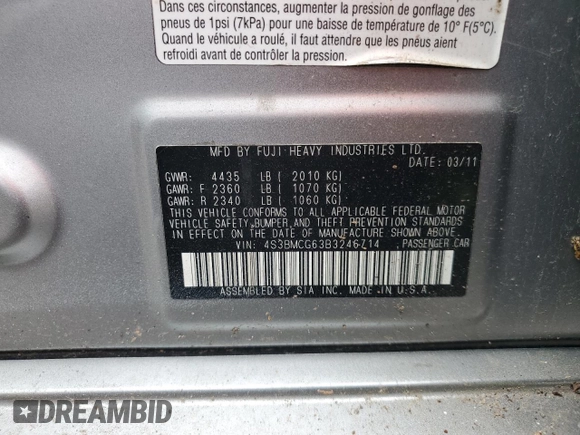 Dans ces circonstances, augmenter la pression de gonflage des
pneus de 1psi (7kPa) pour une baisse de température de 10° F(5°C).
Quand le véhicule a roulé, il faut attendre que les pnéus aient
refroidi avant de contrôler la pression.
MFD BY FUJI HEAVY INDUSTRIES LTD.
DATE: 03/11
GVWR: 4435 LB ( 2010 KG)
GAWR: F 2360 LB ( 1070 KG)
GAWR: R 2340 LB ( 1060 KG)
THIS VEHICLE CONFORMS TO ALL APPLICABLE FEDERAL MOTOR
VEHICLE SAFETY, BUMPER, AND THEFT PREVENTION STANDARDS
IN EFFECT ON THE DATE OF MANUFACTURE SHOWN ABOVE.
VIN: 4S3BMCG63B3246714 PASSENGER CAR
ASSEMBLED BY SIA INC. MADE IN U.S.A.
DREAMBID